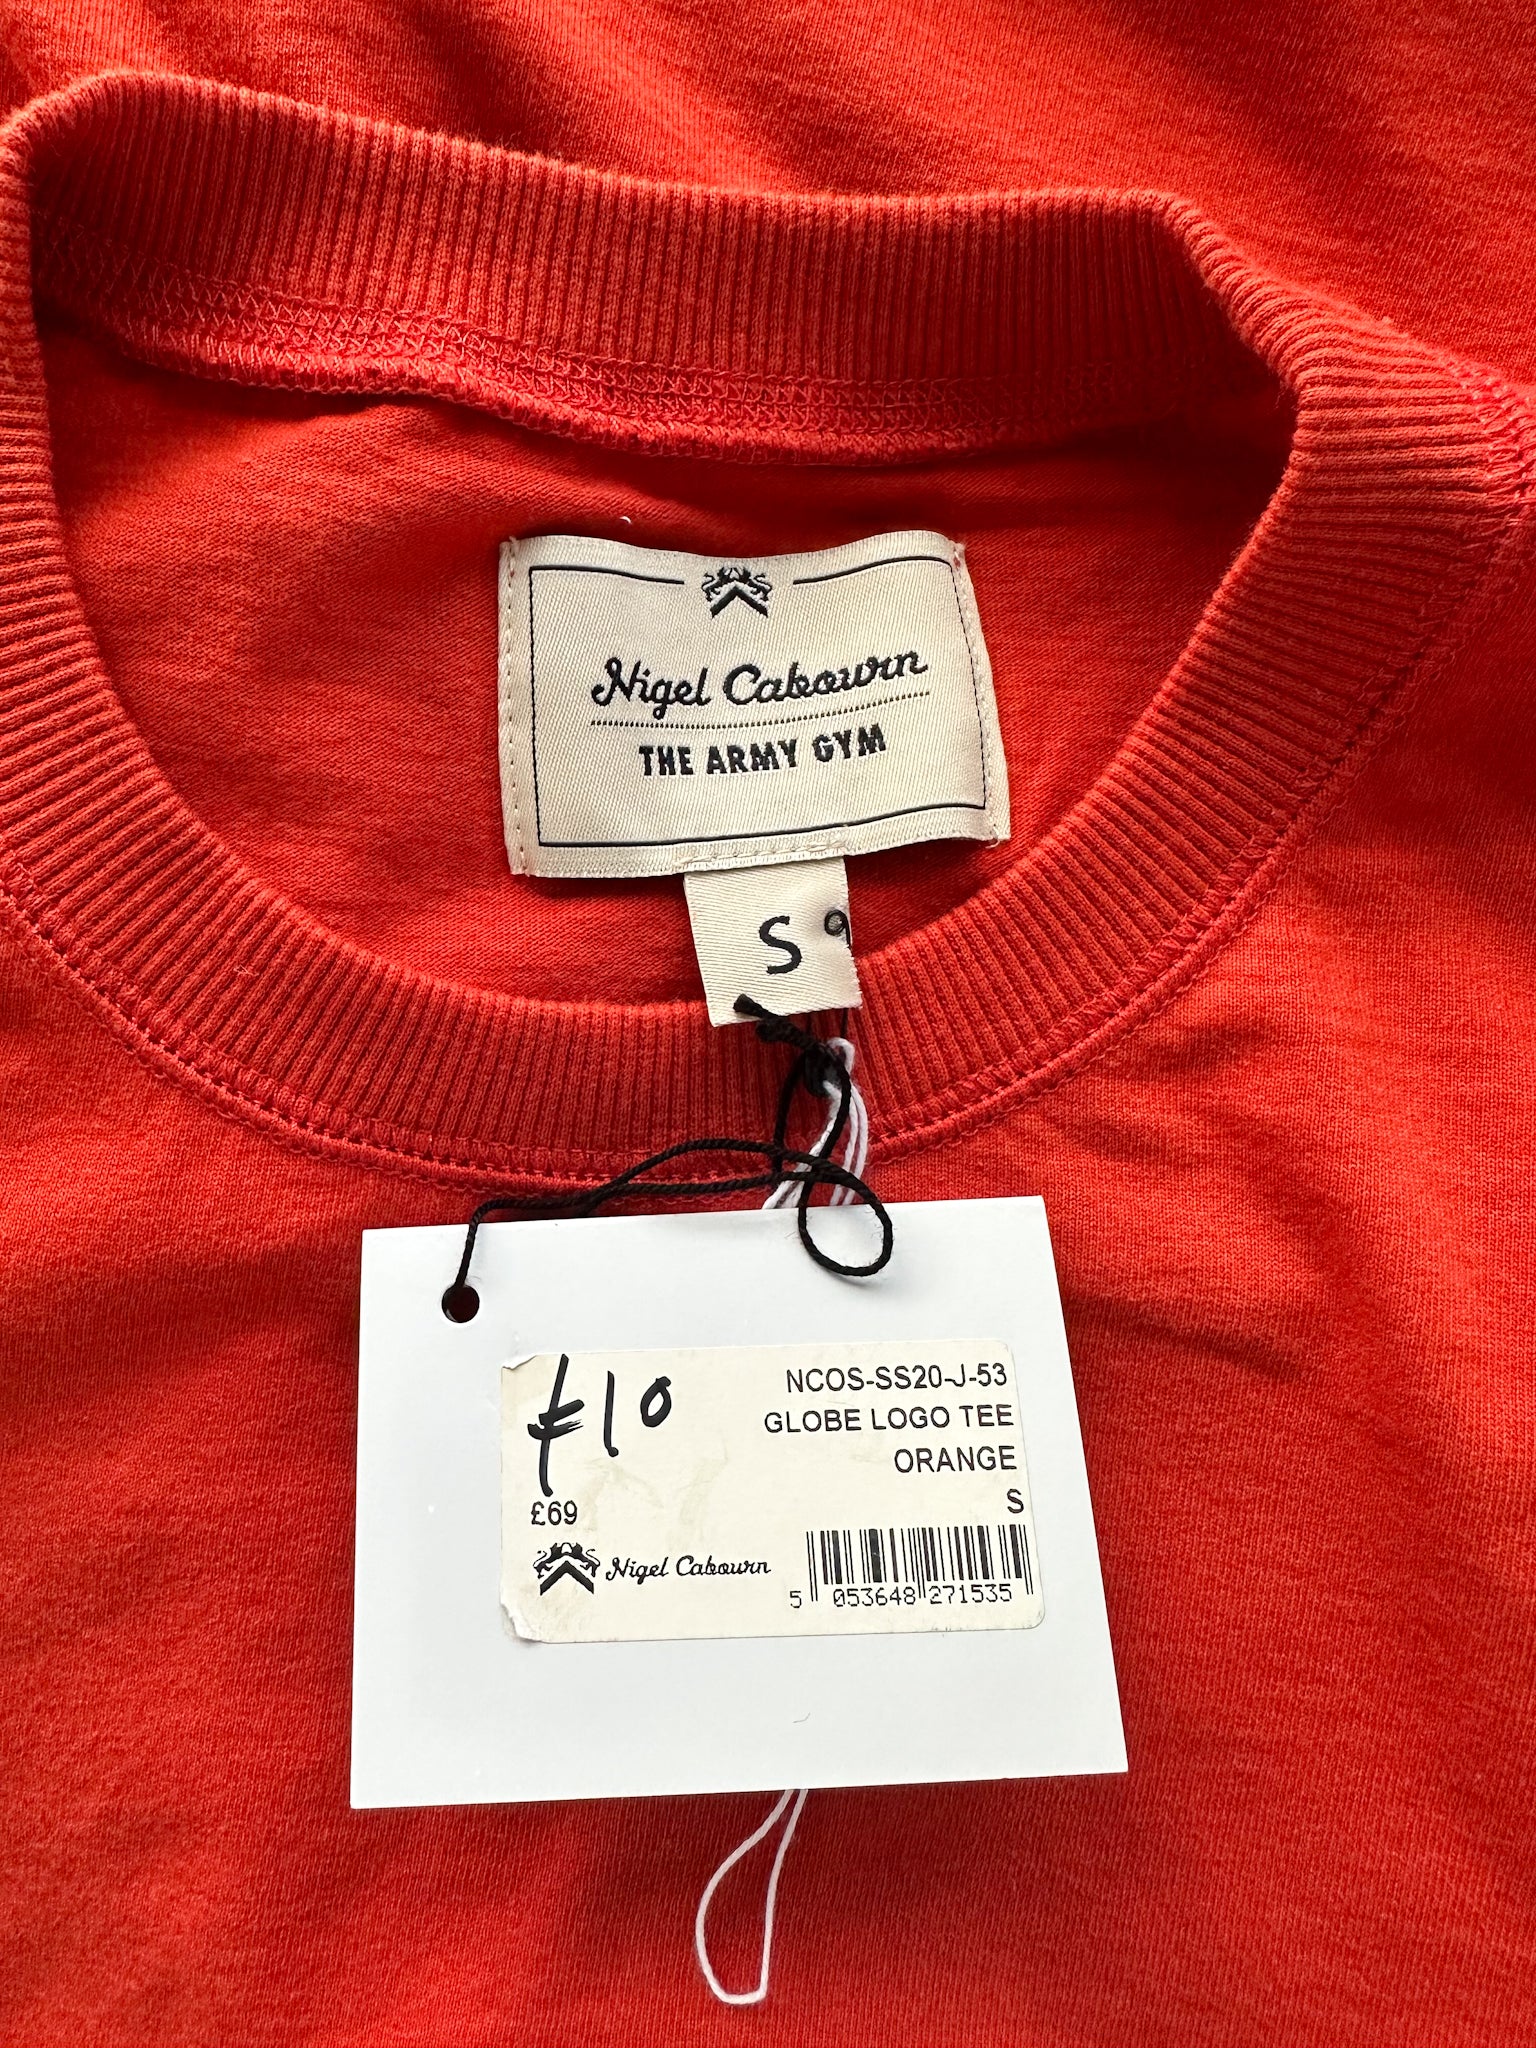 Nigel Cabourn
THE ARMY GYM
S
£10
NCOS-SS20-J-53
GLOBE LOGO TEE
ORANGE
S
£69
Nigel Cabourn
5 053648 271535